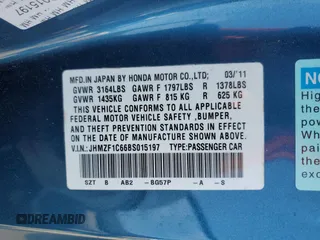 015197
MFD. IN JAPAN BY HONDA MOTOR CO.,LTD; 03/'11
GVWR 3164LBS GAWR F 1797LBS R 1378LBS
GVWR 1435KG GAWR F 815 KG R 625 KG
THIS VEHICLE CONFORMS TO ALL APPLICABLE
FEDERAL MOTOR VEHICLE SAFETY ,BUMPER,
AND THEFT PREVENTION STANDARDS IN EFFECT
ON THE DATE OF MANUFACTURE SHOWN ABOVE.
V.I.N.: JHMZF1C66BS015197 TYPE:PASSENGER CAR
SZT B AB2 -BG57P -A -S
DREAMBID